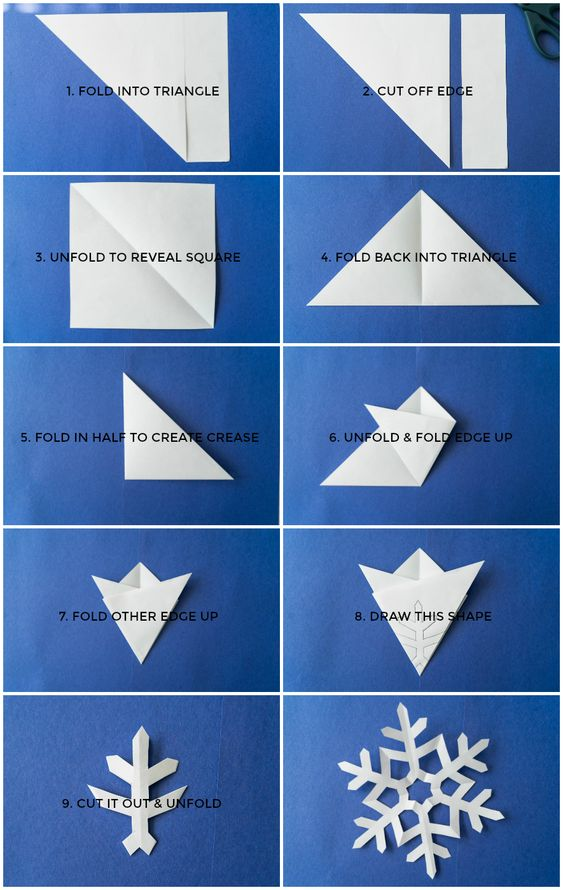 1. FOLD INTO TRIANGLE
2. CUT OFF EDGE
3. UNFOLD TO REVEAL SQUARE
4. FOLD BACK INTO TRIANGLE
5. FOLD IN HALF TO CREATE CREASE
6. UNFOLD & FOLD EDGE UP
7. FOLD OTHER EDGE UP
8. DRAW THIS SHAPE
9. CUT IT OUT & UNFOLD